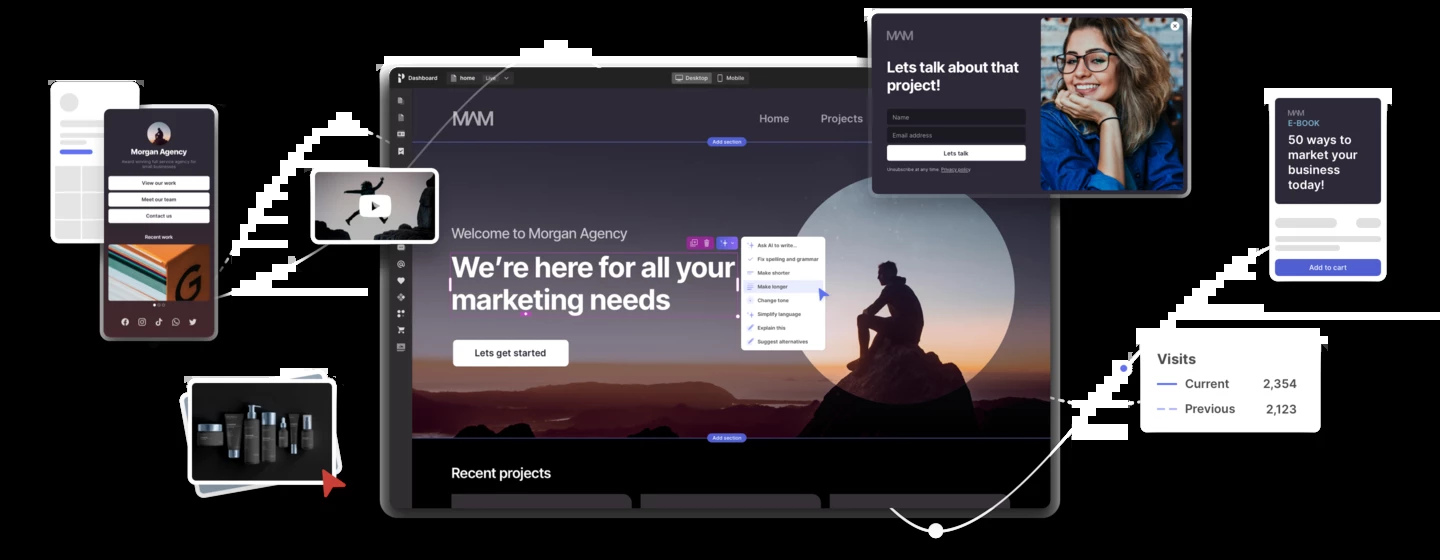 Dashboard
home
Live
Desktop
Mobile
MAM
Home
Projects
Add section
Welcome to Morgan Agency
We’re here for all your
marketing needs
Lets get started
Ask AI to write...
Fix spelling and grammar
Make shorter
Make longer
Change tone
Simplify language
Explain this
Suggest alternatives
Add section
Recent projects
Morgan Agency
Award winning full service agency for
small businesses
View our work
Meet our team
Contact us
Recent work
G
MAM
Lets talk about that
project!
Name
Email address
Lets talk
Unsubscribe at any time. Privacy policy
MAM
E-BOOK
50 ways to
market your
business
today!
Add to cart
Visits
Current 2,354
Previous 2,123